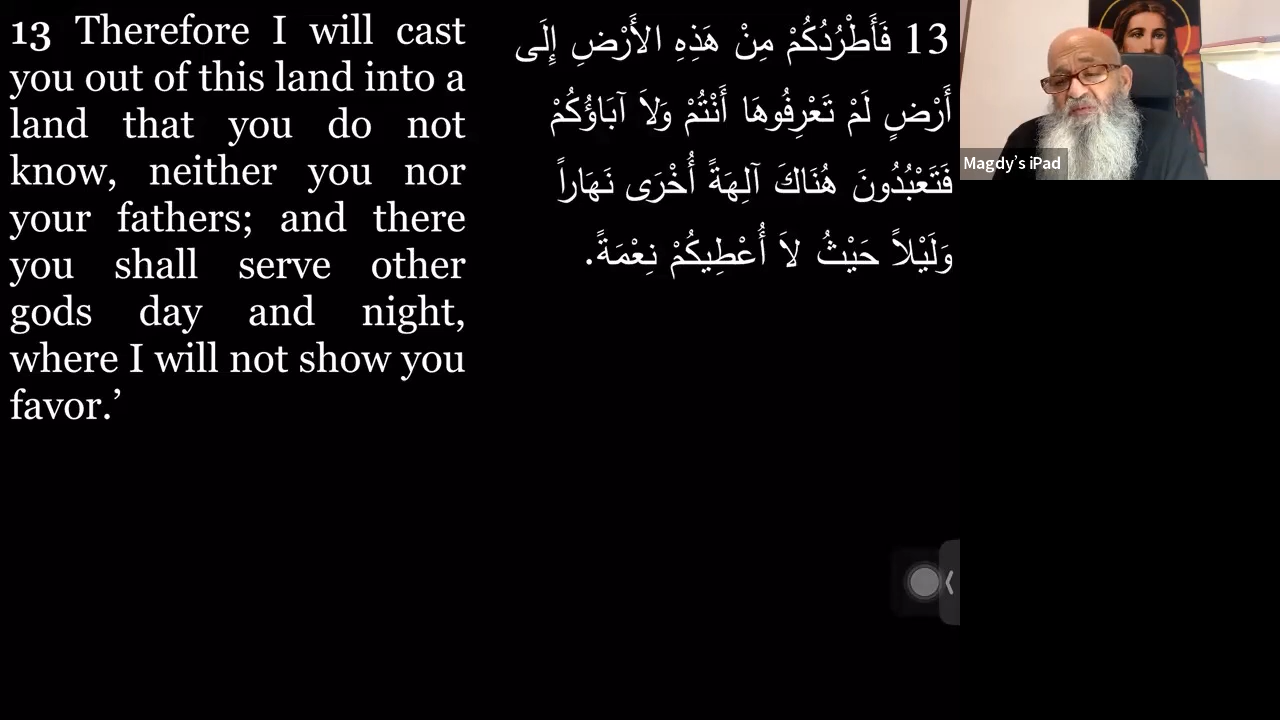 13 Therefore I will cast
you out of this land into a
land that you do not
know, neither you nor
your fathers; and there
you shall serve other
gods day and night,
where I will not show you
favor.’
13 فَأَطْرُدُكُمْ مِنْ هَذِهِ الأَرْضِ إِلَى
أَرْضٍ لَمْ تَعْرِفُوهَا أَنْتُمْ وَلاَ آبَاؤُكُمْ
فَتَعْبُدُونَ هُنَاكَ آلِهَةً أُخْرَى نَهَاراً
وَلَيْلاً حَيْثُ لاَ أُعْطِيكُمْ نِعْمَةً.
Magdy’s iPad